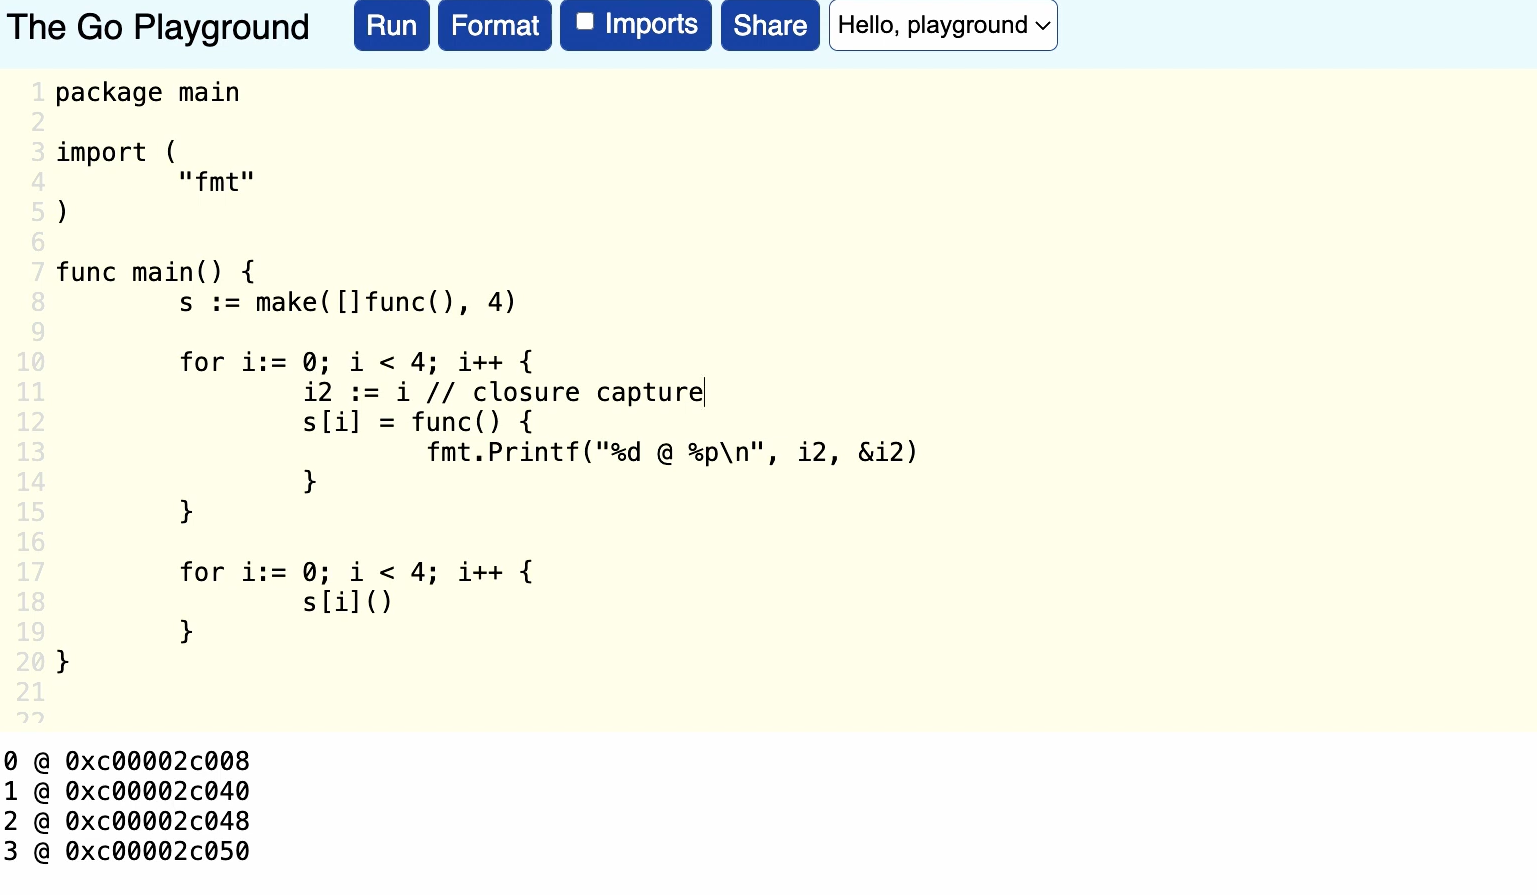 The Go Playground Run Format Imports Share Hello, playground
1 package main
2
3 import (
4 "fmt"
5 )
6
7 func main() {
8 s := make([]func(), 4)
9
10 for i:= 0; i < 4; i++ {
11 i2 := i // closure capture
12 s[i] = func() {
13 fmt.Printf("%d @ %p\n", i2, &i2)
14 }
15 }
16
17 for i:= 0; i < 4; i++ {
18 s[i]()
19 }
20 }
21
22
0 @ 0xc00002c008
1 @ 0xc00002c040
2 @ 0xc00002c048
3 @ 0xc00002c050